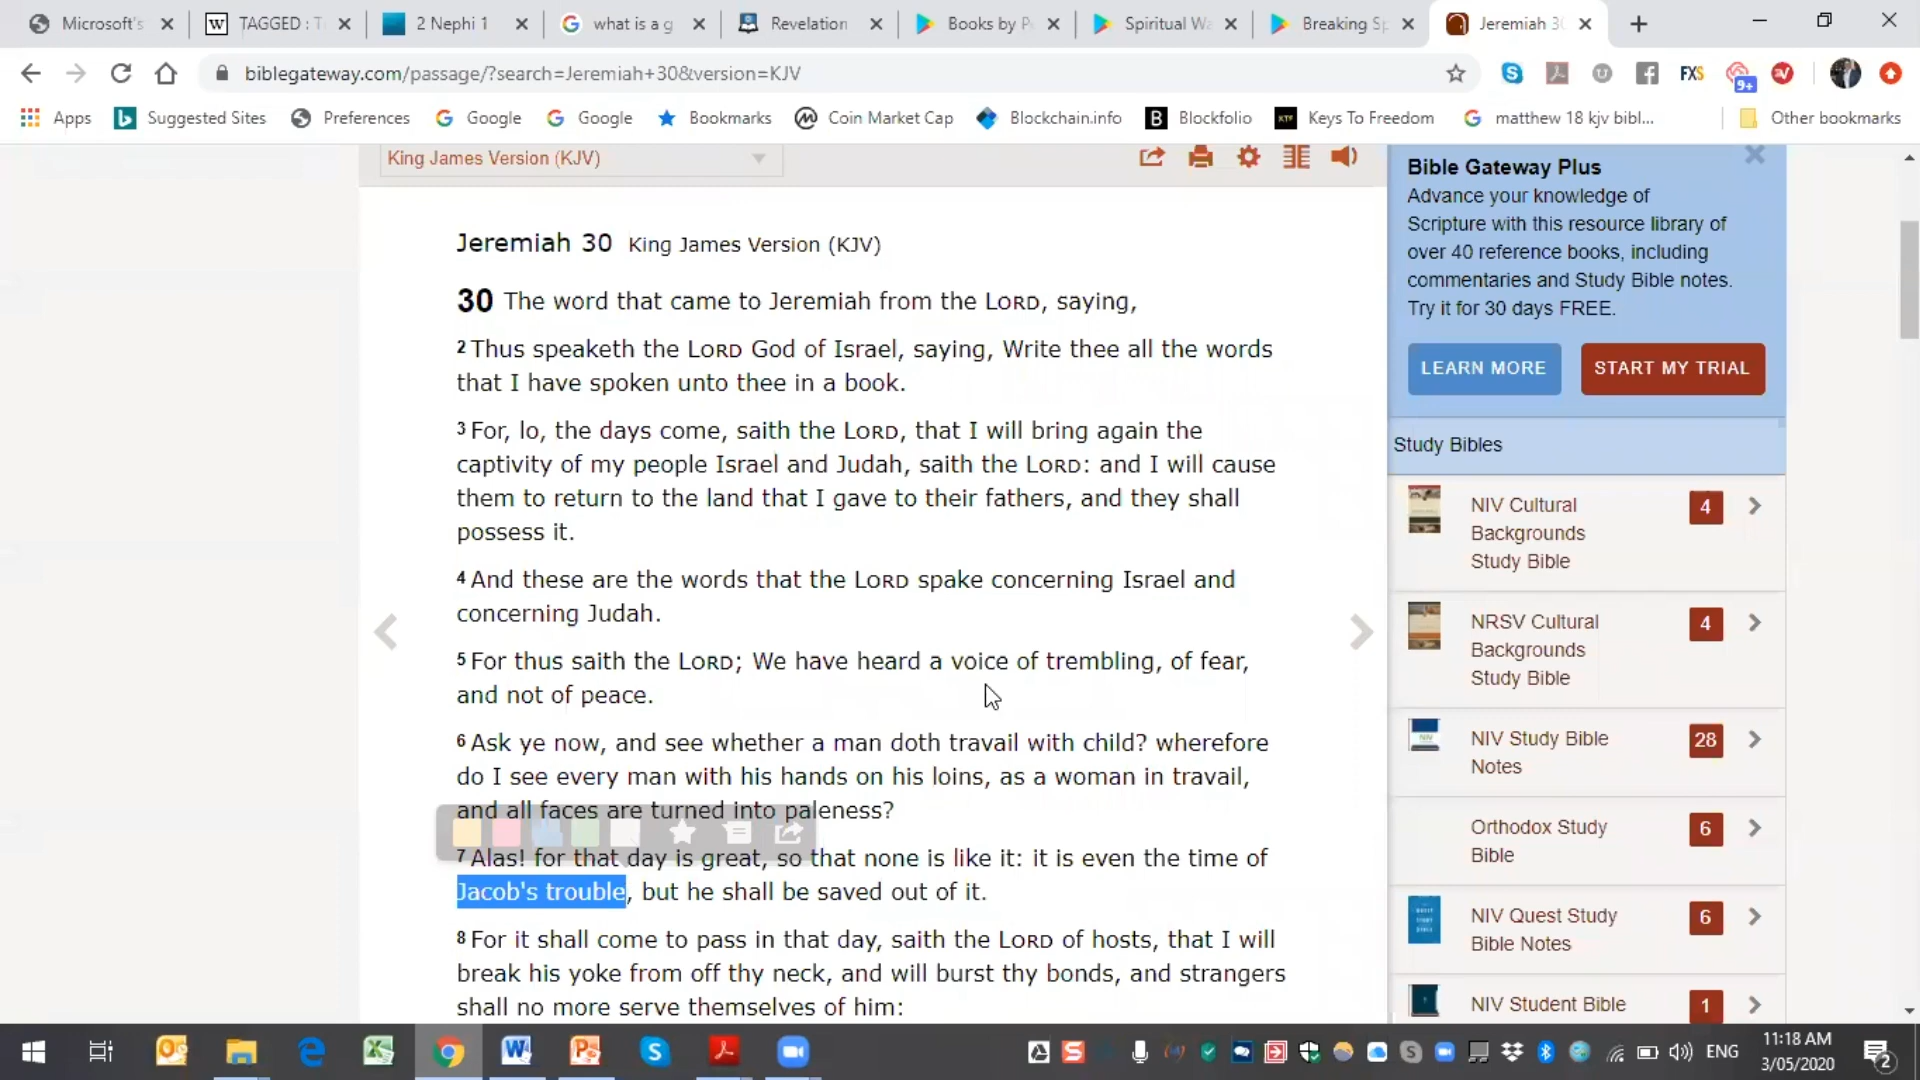 Microsoft's
TAGGED : T
2 Nephi 1
what is a g
Revelation
Books by P
Spiritual Wa
Breaking Sp
Jeremiah 30
biblegateway.com/passage/?search=Jeremiah+30&version=KJV
FXS
9+
Apps
Suggested Sites
Preferences
Google
Google
Bookmarks
Coin Market Cap
Blockchain.info
Blockfolio
KTF
Keys To Freedom
matthew 18 kjv bibl...
Other bookmarks
King James Version (KJV)
Jeremiah 30 King James Version (KJV)
30 The word that came to Jeremiah from the LORD, saying,
2 Thus speaketh the LORD God of Israel, saying, Write thee all the words
that I have spoken unto thee in a book.
3 For, lo, the days come, saith the LORD, that I will bring again the
captivity of my people Israel and Judah, saith the LORD: and I will cause
them to return to the land that I gave to their fathers, and they shall
possess it.
4 And these are the words that the LORD spake concerning Israel and
concerning Judah.
5 For thus saith the LORD; We have heard a voice of trembling, of fear,
and not of peace.
6 Ask ye now, and see whether a man doth travail with child? wherefore
do I see every man with his hands on his loins, as a woman in travail,
and all faces are turned into paleness?
7 Alas! for that day is great, so that none is like it: it is even the time of
Jacob's trouble, but he shall be saved out of it.
8 For it shall come to pass in that day, saith the LORD of hosts, that I will
break his yoke from off thy neck, and will burst thy bonds, and strangers
shall no more serve themselves of him:
Bible Gateway Plus
Advance your knowledge of
Scripture with this resource library of
over 40 reference books, including
commentaries and Study Bible notes.
Try it for 30 days FREE.
LEARN MORE
START MY TRIAL
Study Bibles
NIV Cultural
Backgrounds
Study Bible
4
NRSV Cultural
Backgrounds
Study Bible
4
NIV Study Bible
Notes
28
Orthodox Study
Bible
6
NIV Quest Study
Bible Notes
6
NIV Student Bible
1
ENG
11:18 AM
3/05/2020
2